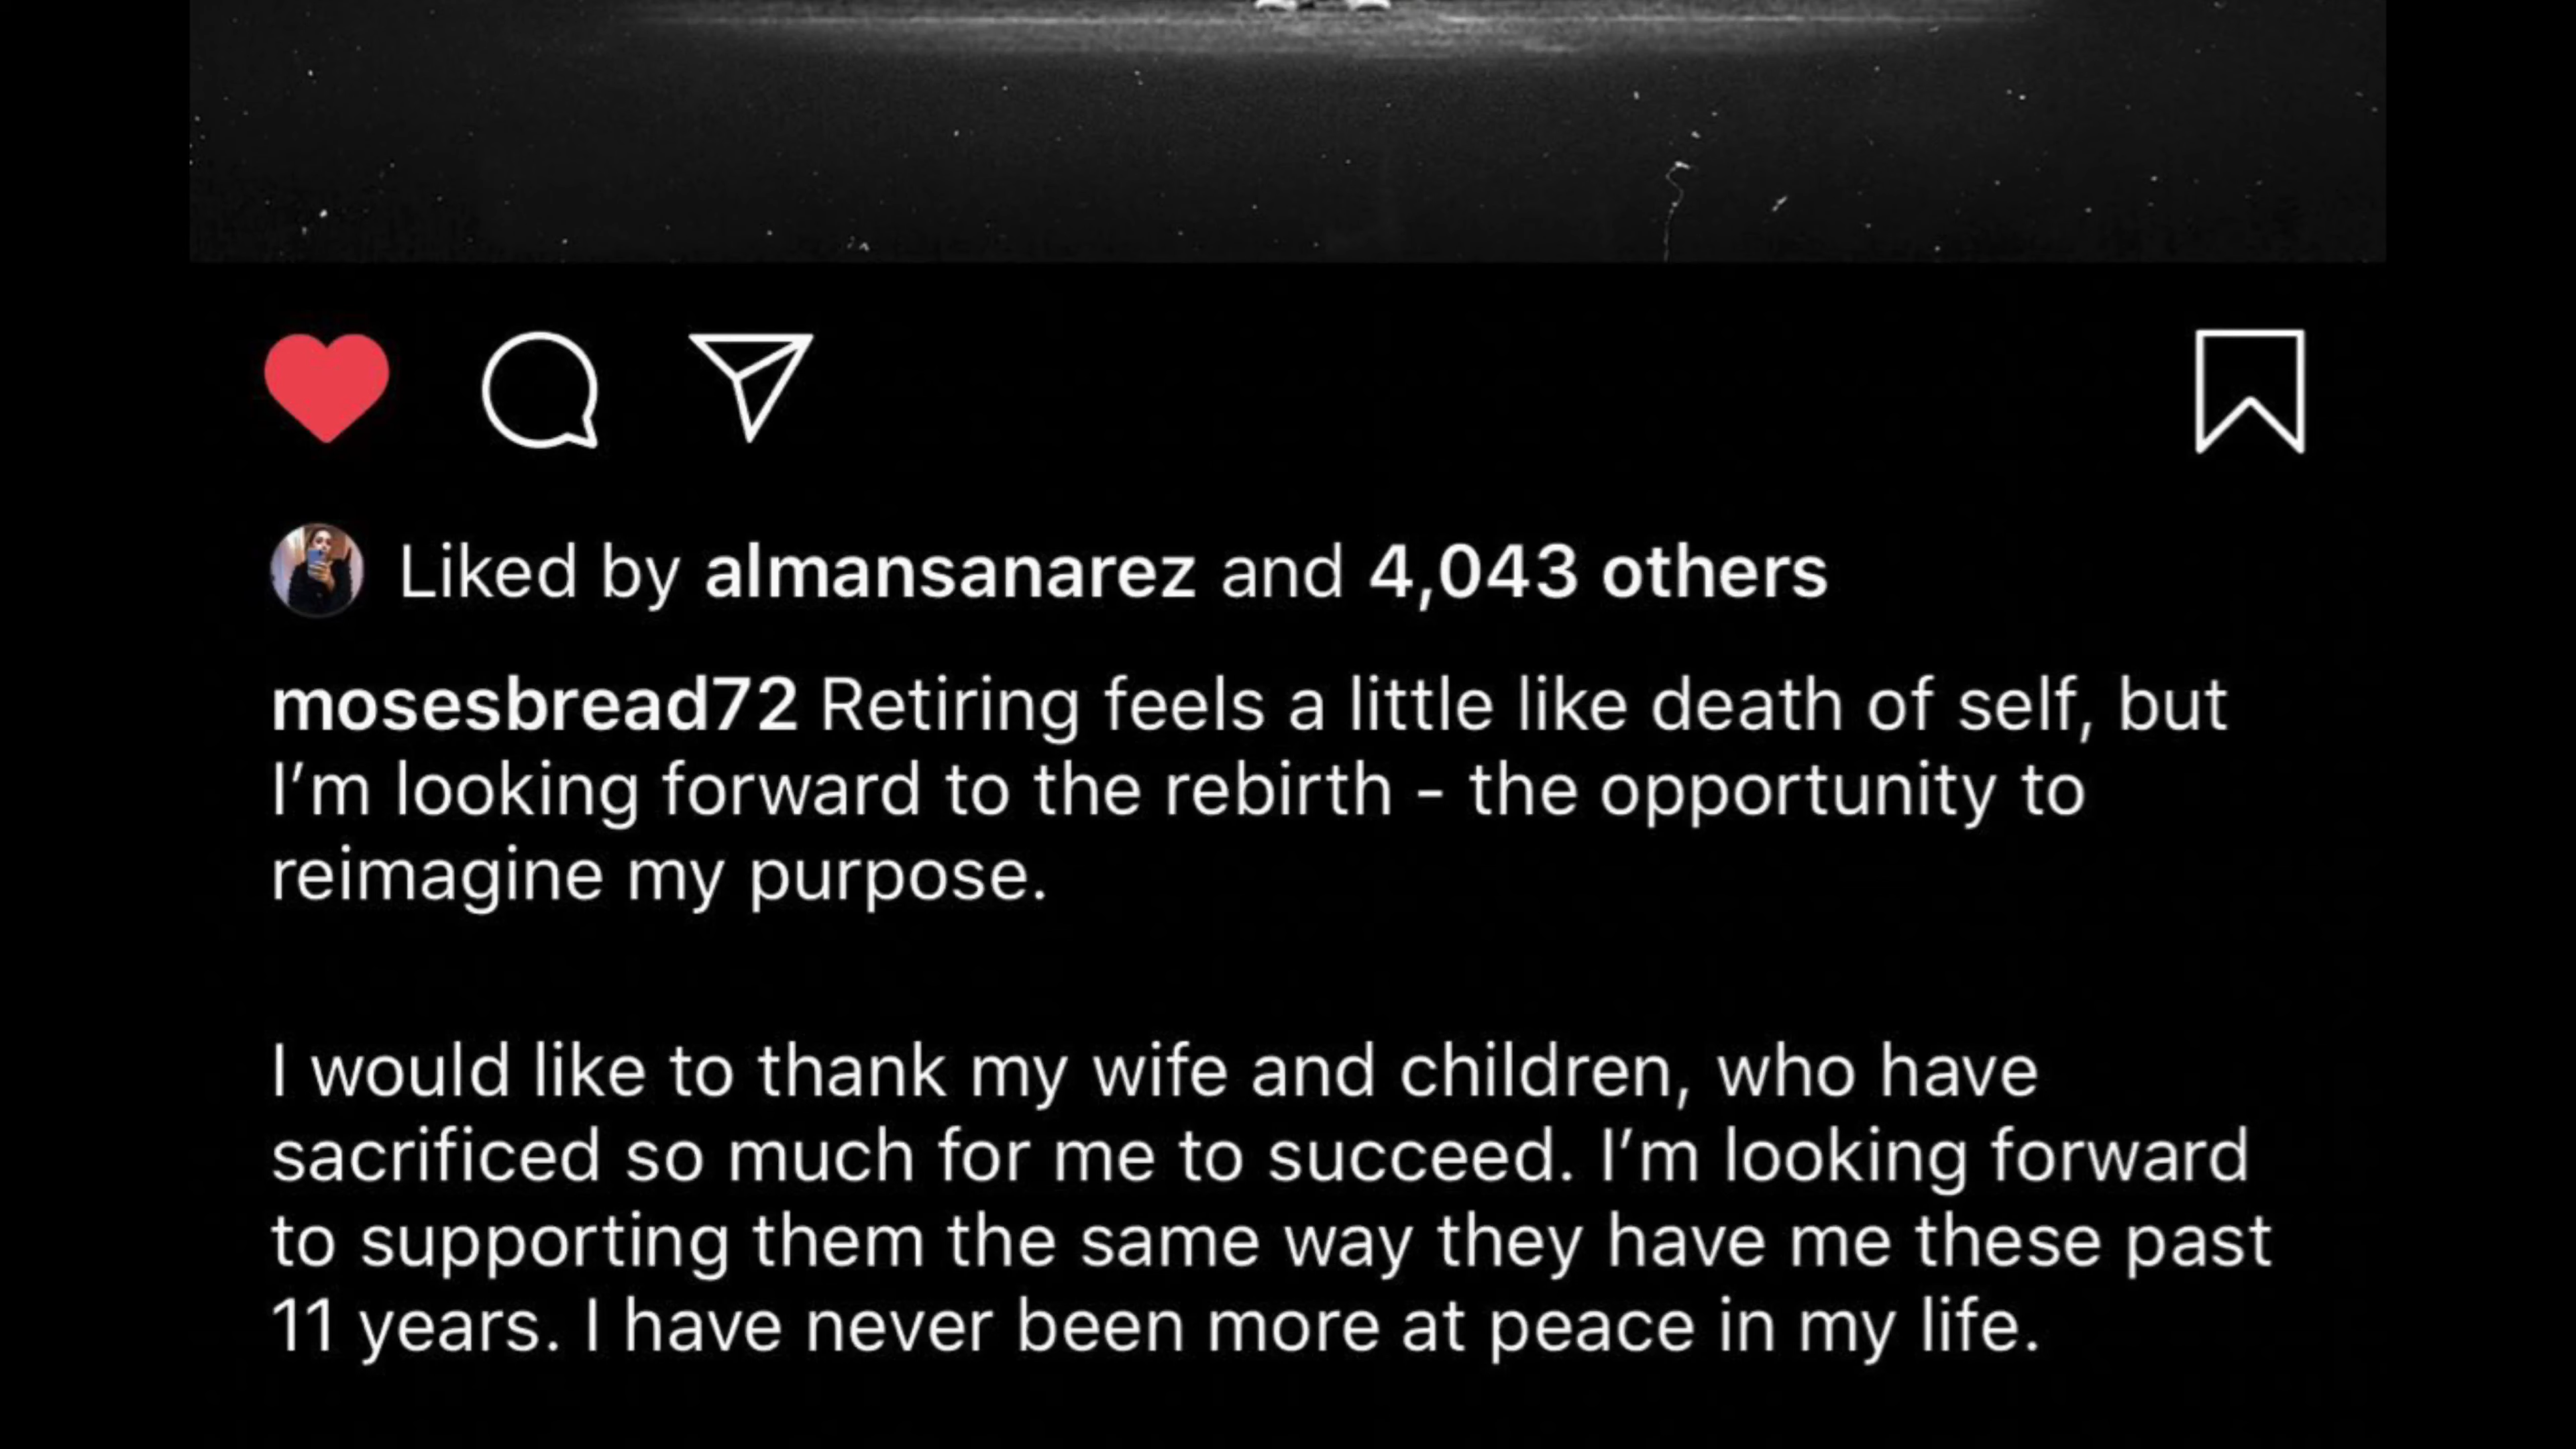 Liked by almansanarez and 4,043 others
mosesbread72 Retiring feels a little like death of self, but
I’m looking forward to the rebirth - the opportunity to
reimagine my purpose.
I would like to thank my wife and children, who have
sacrificed so much for me to succeed. I’m looking forward
to supporting them the same way they have me these past
11 years. I have never been more at peace in my life.